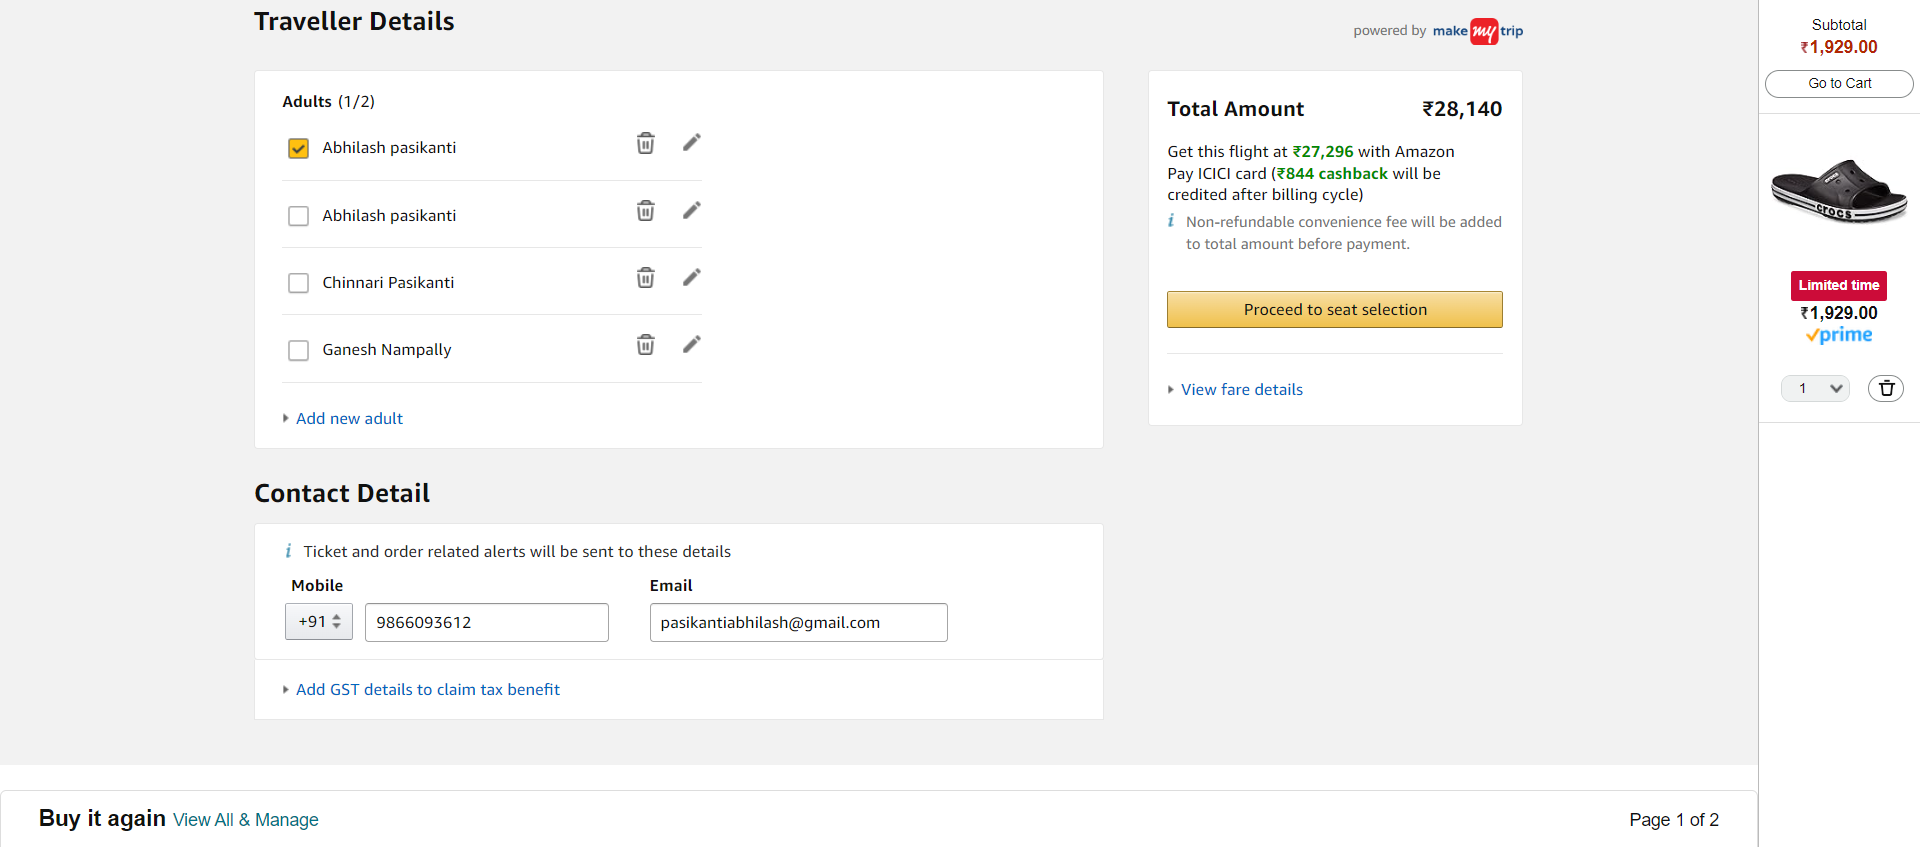 Traveller Details
powered by make my trip
Adults (1/2)
Abhilash pasikanti
Abhilash pasikanti
Chinnari Pasikanti
Ganesh Nampally
Add new adult
Total Amount ₹28,140
Get this flight at ₹27,296 with Amazon
Pay ICICI card (₹844 cashback will be
credited after billing cycle)
i Non-refundable convenience fee will be added
to total amount before payment.
Proceed to seat selection
View fare details
Contact Detail
i Ticket and order related alerts will be sent to these details
Mobile Email
+91 9866093612 pasikantiabhilash@gmail.com
Add GST details to claim tax benefit
Buy it again View All & Manage Page 1 of 2
Subtotal
₹1,929.00
Go to Cart
crocs
Limited time
₹1,929.00
prime
1